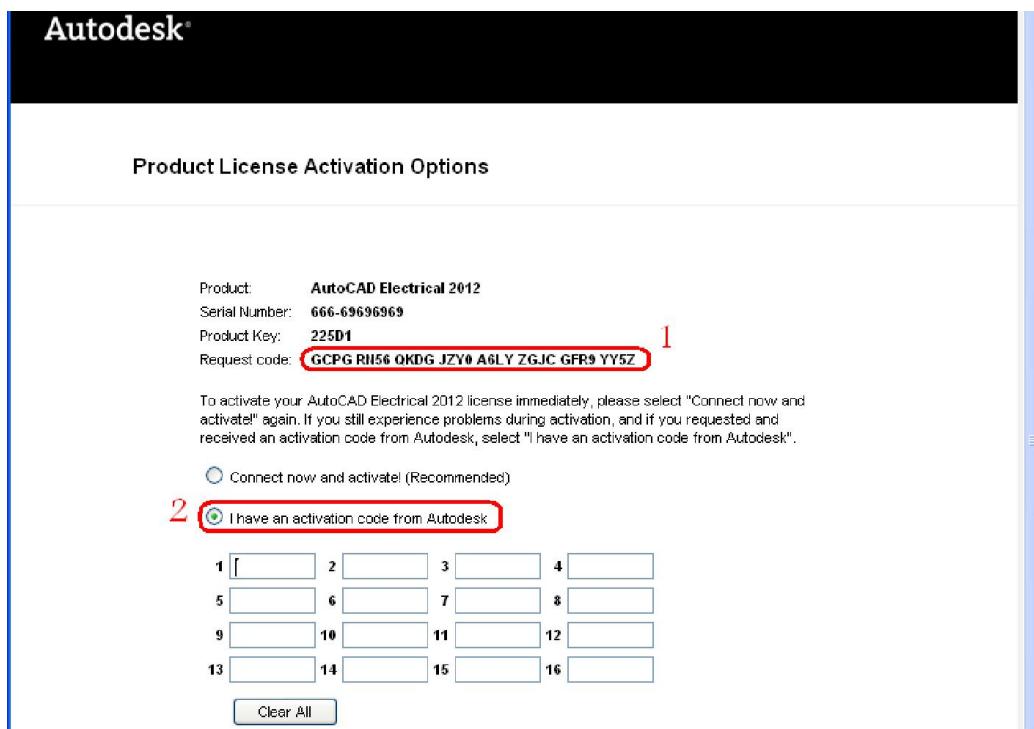 Autodesk
Product License Activation Options
Product: AutoCAD Electrical 2012
Serial Number: 666-69696969
1
Product Key: 225D1
Request code: GCPG RN56 QKDG JZY0 A6LY ZGJC GFR9 YY5Z
To activate your AutoCAD Electrical 2012 license immediately, please select "Connect now and
activate!" again. If you still experience problems during activation, and if you requested and
received an activation code from Autodesk, select "I have an activation code from Autodesk".
Connect now and activate! (Recommended)
2 I have an activation code from Autodesk
1 2 3 4
5 6 7 8
9 10 11 12
13 14 15 16
Clear All